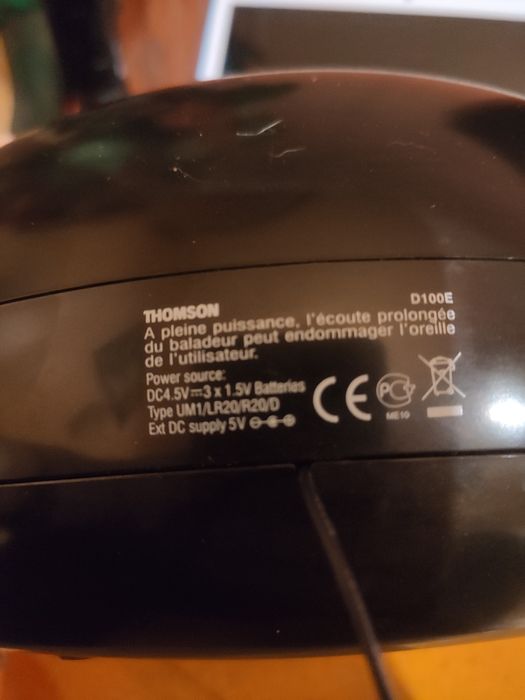 THOMSON D100E
A pleine puissance, l'écoute prolongée
du baladeur peut endommager l'oreille
de l'utilisateur.
Power source:
DC4.5V⎓3 x 1.5V Batteries
Type UM1/LR20/R20/D
Ext DC supply 5V
CE
PG
ME10